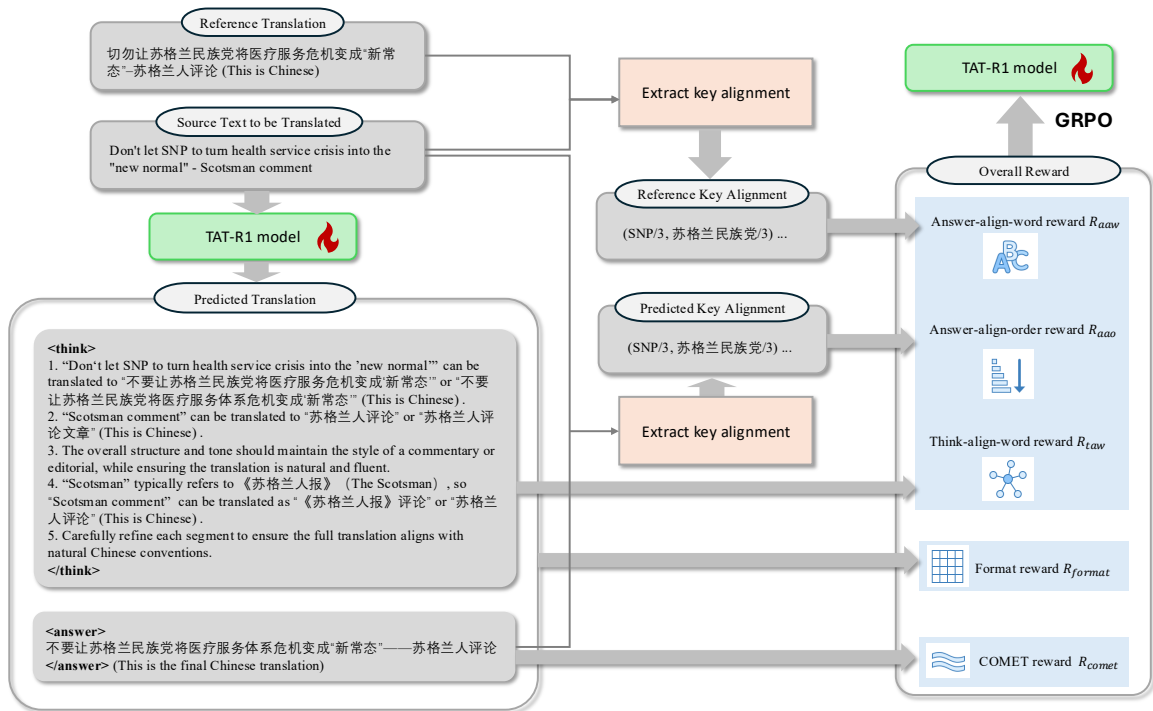 Reference Translation
切勿让苏格兰民族党将医疗服务危机变成“新常
态”–苏格兰人评论 (This is Chinese)
Source Text to be Translated
Don't let SNP to turn health service crisis into the
"new normal" - Scotsman comment
TAT-R1 model
Predicted Translation
<think>
1. “Don‘t let SNP to turn health service crisis into the ’new normal’” can be
translated to “不要让苏格兰民族党将医疗服务危机变成‘新常态’” or “不要
让苏格兰民族党将医疗服务体系危机变成‘新常态’” (This is Chinese) .
2. “Scotsman comment” can be translated to “苏格兰人评论” or “苏格兰人评
论文章” (This is Chinese) .
3. The overall structure and tone should maintain the style of a commentary or
editorial, while ensuring the translation is natural and fluent.
4. “Scotsman” typically refers to 《苏格兰人报》 （The Scotsman）, so
“Scotsman comment” can be translated as “《苏格兰人报》评论” or “苏格兰
人评论” (This is Chinese) .
5. Carefully refine each segment to ensure the full translation aligns with
natural Chinese conventions.
</think>
<answer>
不要让苏格兰民族党将医疗服务体系危机变成“新常态”——苏格兰人评论
</answer> (This is the final Chinese translation)
Extract key alignment
Reference Key Alignment
(SNP/3, 苏格兰民族党/3) ...
Predicted Key Alignment
(SNP/3, 苏格兰民族党/3) ...
Extract key alignment
TAT-R1 model
GRPO
Overall Reward
Answer-align-word reward R_aaw
ABC
Answer-align-order reward R_aao
Think-align-word reward R_taw
Format reward R_format
COMET reward R_comet